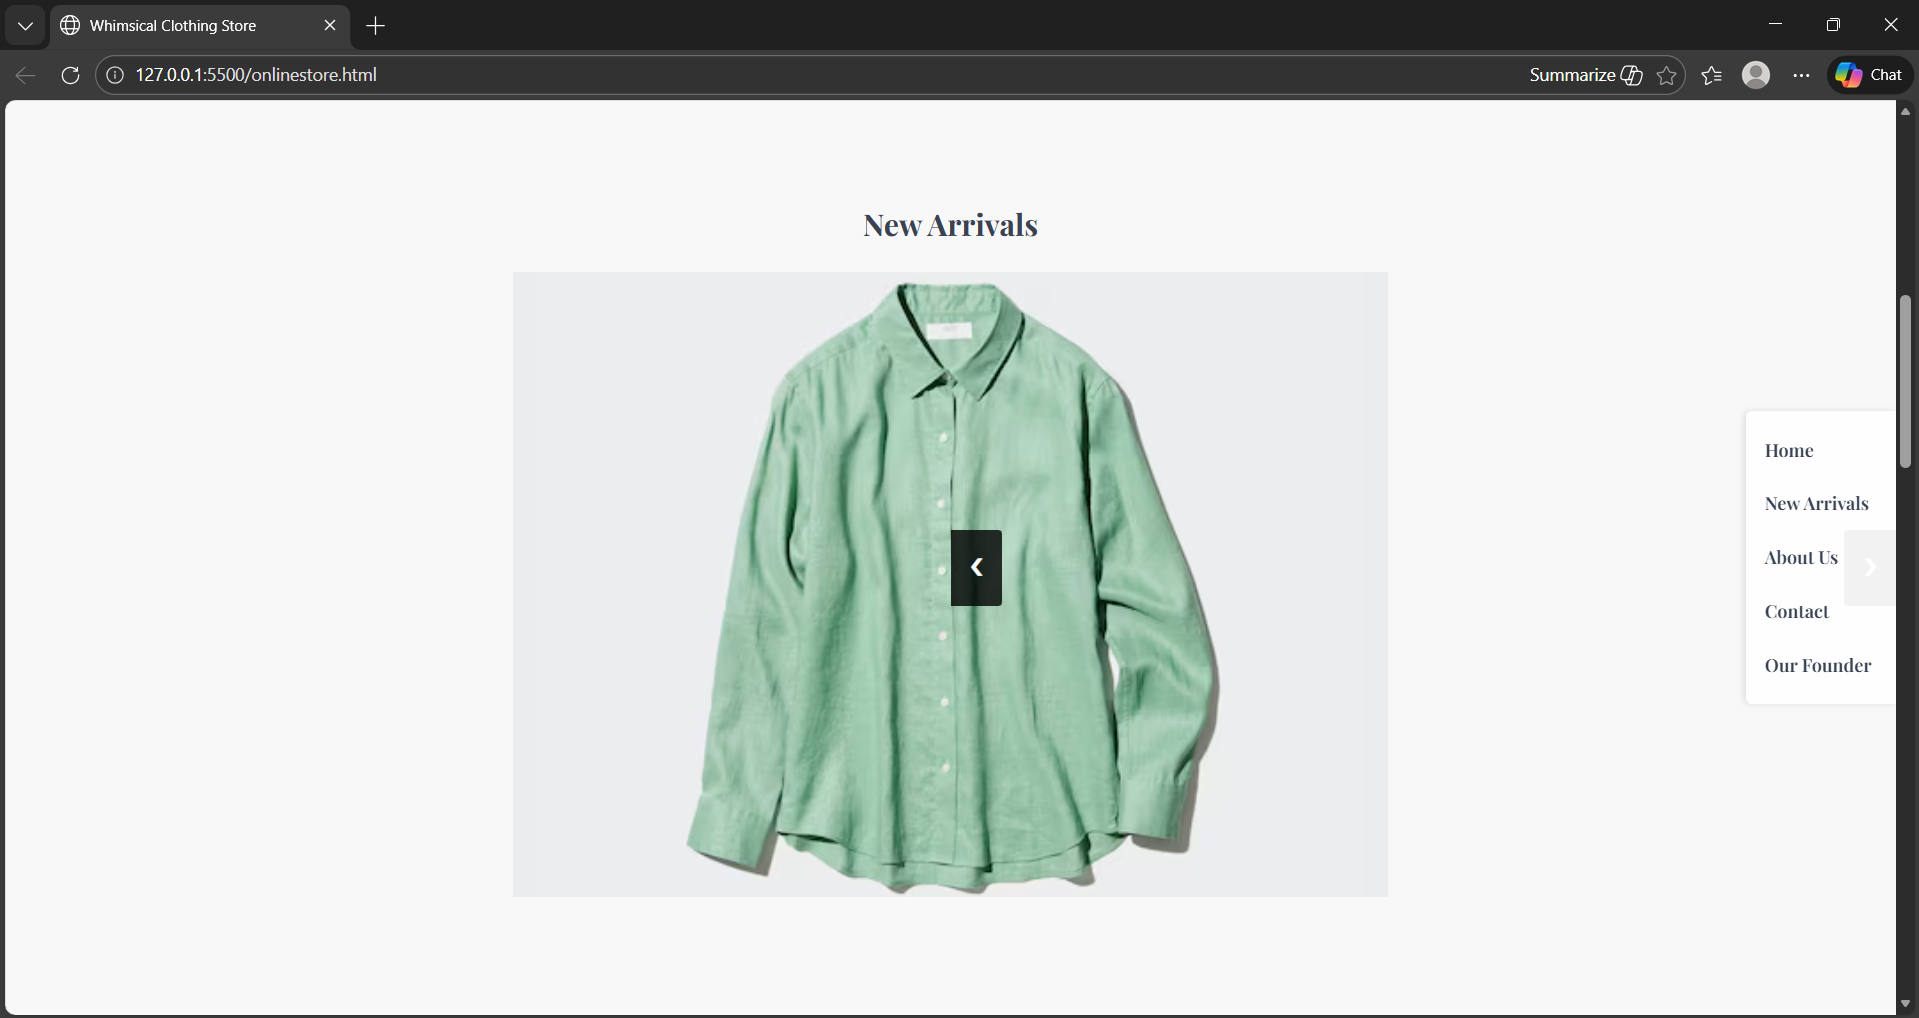 Whimsical Clothing Store
127.0.0.1:5500/onlinestore.html
Summarize
Chat
New Arrivals
Home
New Arrivals
About Us
Contact
Our Founder